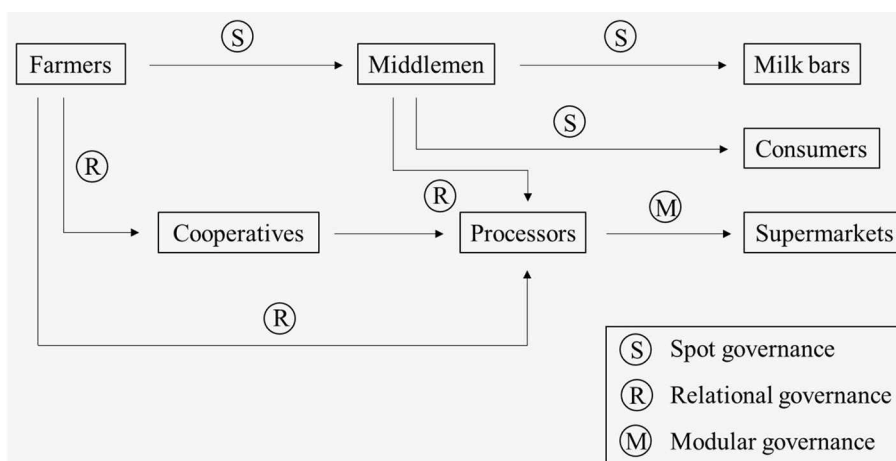 S
S
Farmers
Middlemen
Milk bars
S
Consumers
R
R
M
Cooperatives
Processors
Supermarkets
R
S Spot governance
R Relational governance
M Modular governance